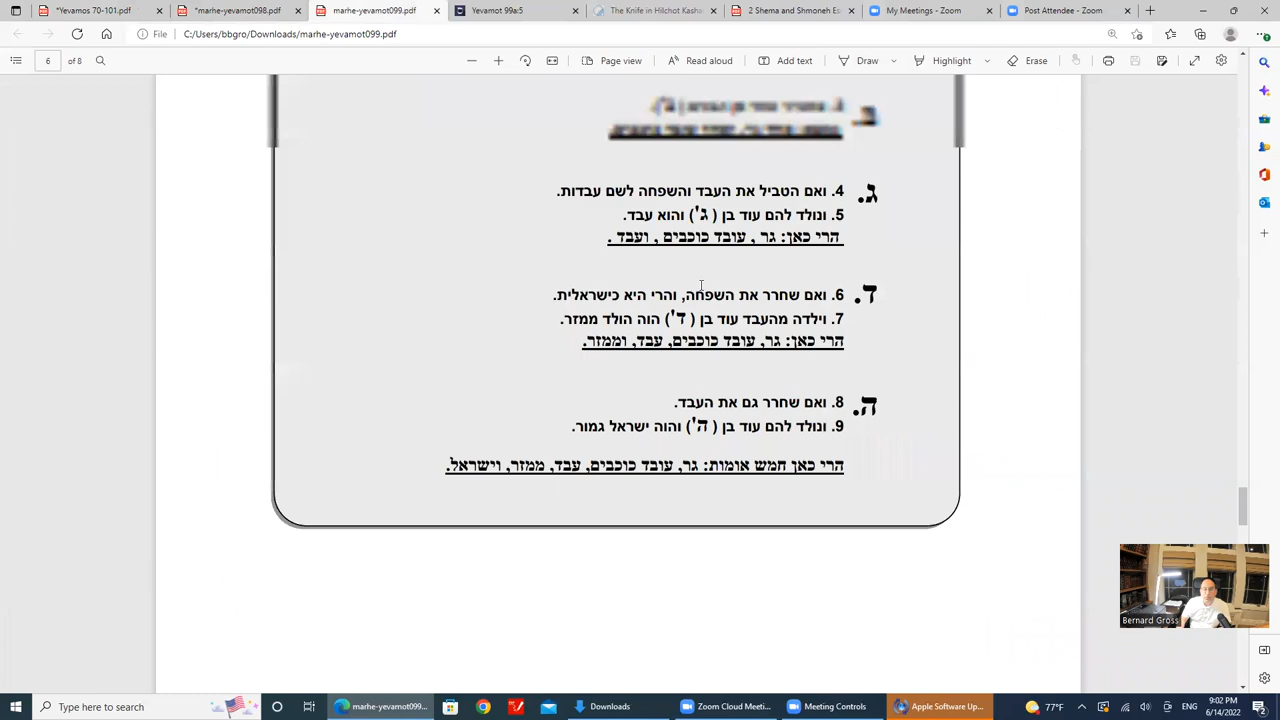 *Yevamos 70-101.pdf
*marhe-yevamot098.pdf
marhe-yevamot099.pdf
Yevamot 99a:5
The Knife in Hilchot Kasha
2 Shema and Shmoneh Es
My Meetings - Zoom
Post Attendee - Zoom
File
C:/Users/bbgro/Downloads/marhe-yevamot099.pdf
6 of 8
Page view
Read aloud
Add text
Draw
Highlight
Erase
ב.
ג.
4. ואם הטביל את העבד והשפחה לשם עבדות.
5. ונולד להם עוד בן ( ג') והוא עבד.
הרי כאן: גר , עובד כוכבים , ועבד .
ד.
6. ואם שחרר את השפחה, והרי היא כישראלית.
7. וילדה מהעבד עוד בן ( ד') הוה הולד ממזר.
הרי כאן: גר, עובד כוכבים, עבד, וממזר.
ה.
8. ואם שחרר גם את העבד.
9. ונולד להם עוד בן ( ה') והוה ישראל גמור.
הרי כאן חמש אומות: גר, עובד כוכבים, עבד, ממזר, וישראל.
Bernard Gross
Type here to search
marhe-yevamot099...
Downloads
Zoom Cloud Meeti...
Meeting Controls
Apple Software Up...
77°F
ENG
9:02 PM
6/14/2022